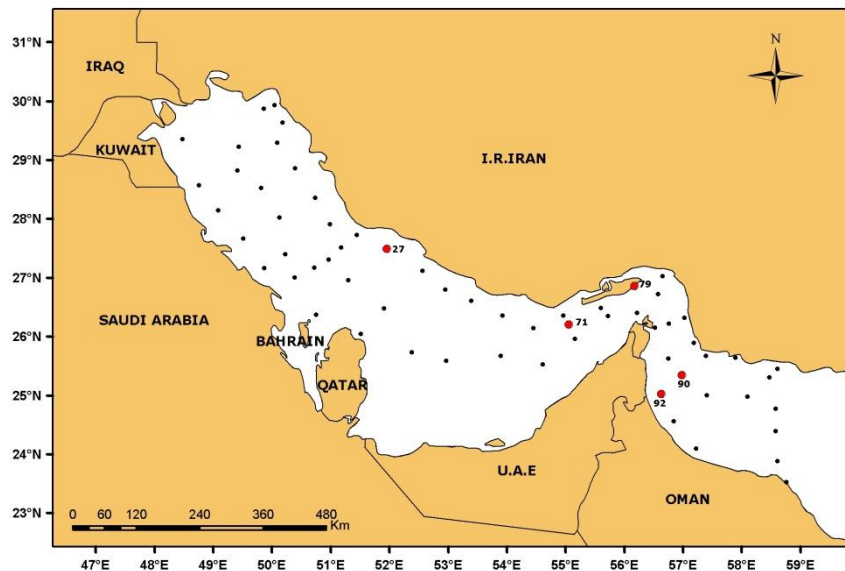 N
31°N
IRAQ
30°N
KUWAIT
29°N
I.R.IRAN
28°N
27
27°N
79
SAUDI ARABIA
71
26°N
BAHRAIN
QATAR
90
25°N
92
24°N
U.A.E
OMAN
23°N
0 60 120 240 360 480
Km
47°E 48°E 49°E 50°E 51°E 52°E 53°E 54°E 55°E 56°E 57°E 58°E 59°E